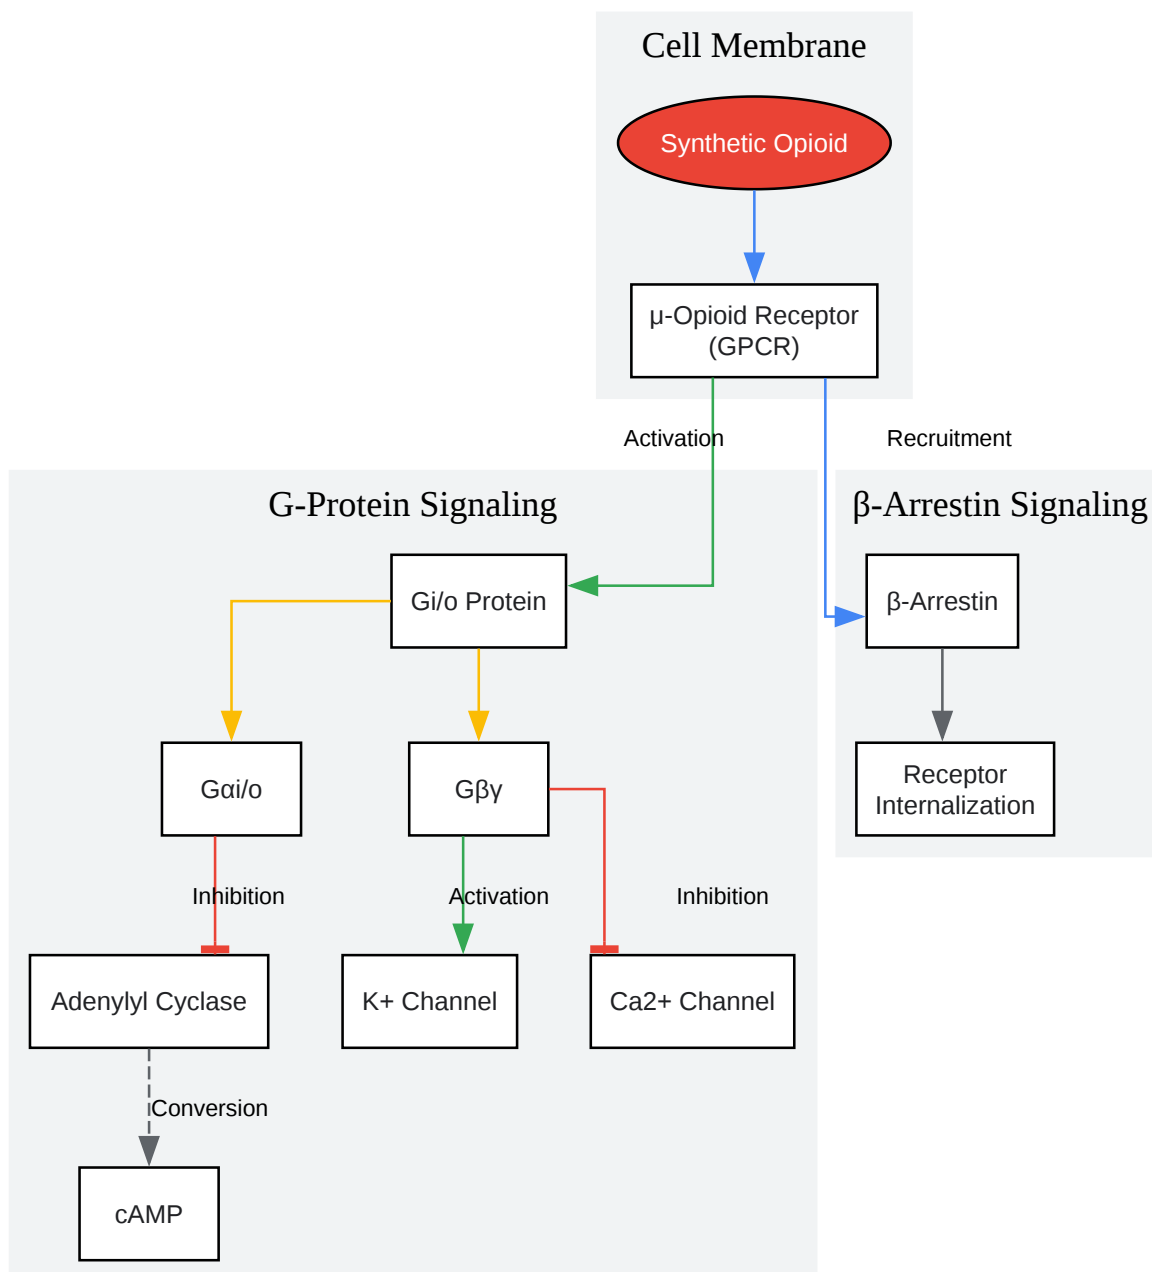 Cell Membrane
Synthetic Opioid
μ-Opioid Receptor
(GPCR)
Activation
Recruitment
G-Protein Signaling
β-Arrestin Signaling
Gi/o Protein
β-Arrestin
Gαi/o
Gβγ
Receptor
Internalization
Inhibition
Activation
Inhibition
Adenylyl Cyclase
K+ Channel
Ca2+ Channel
Conversion
cAMP